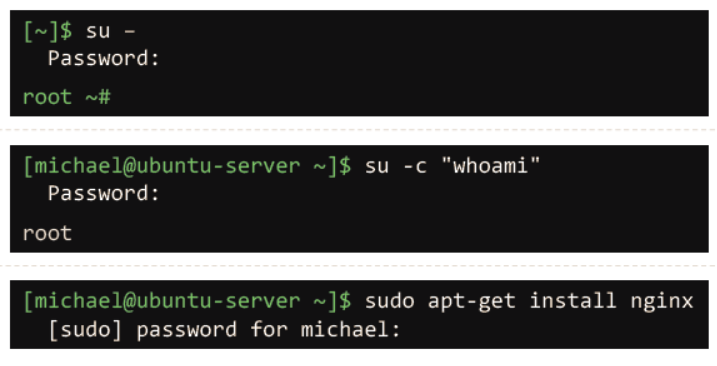 [~]$ su –
Password:
root ~#
[michael@ubuntu-server ~]$ su -c "whoami"
Password:
root
[michael@ubuntu-server ~]$ sudo apt-get install nginx
[sudo] password for michael: